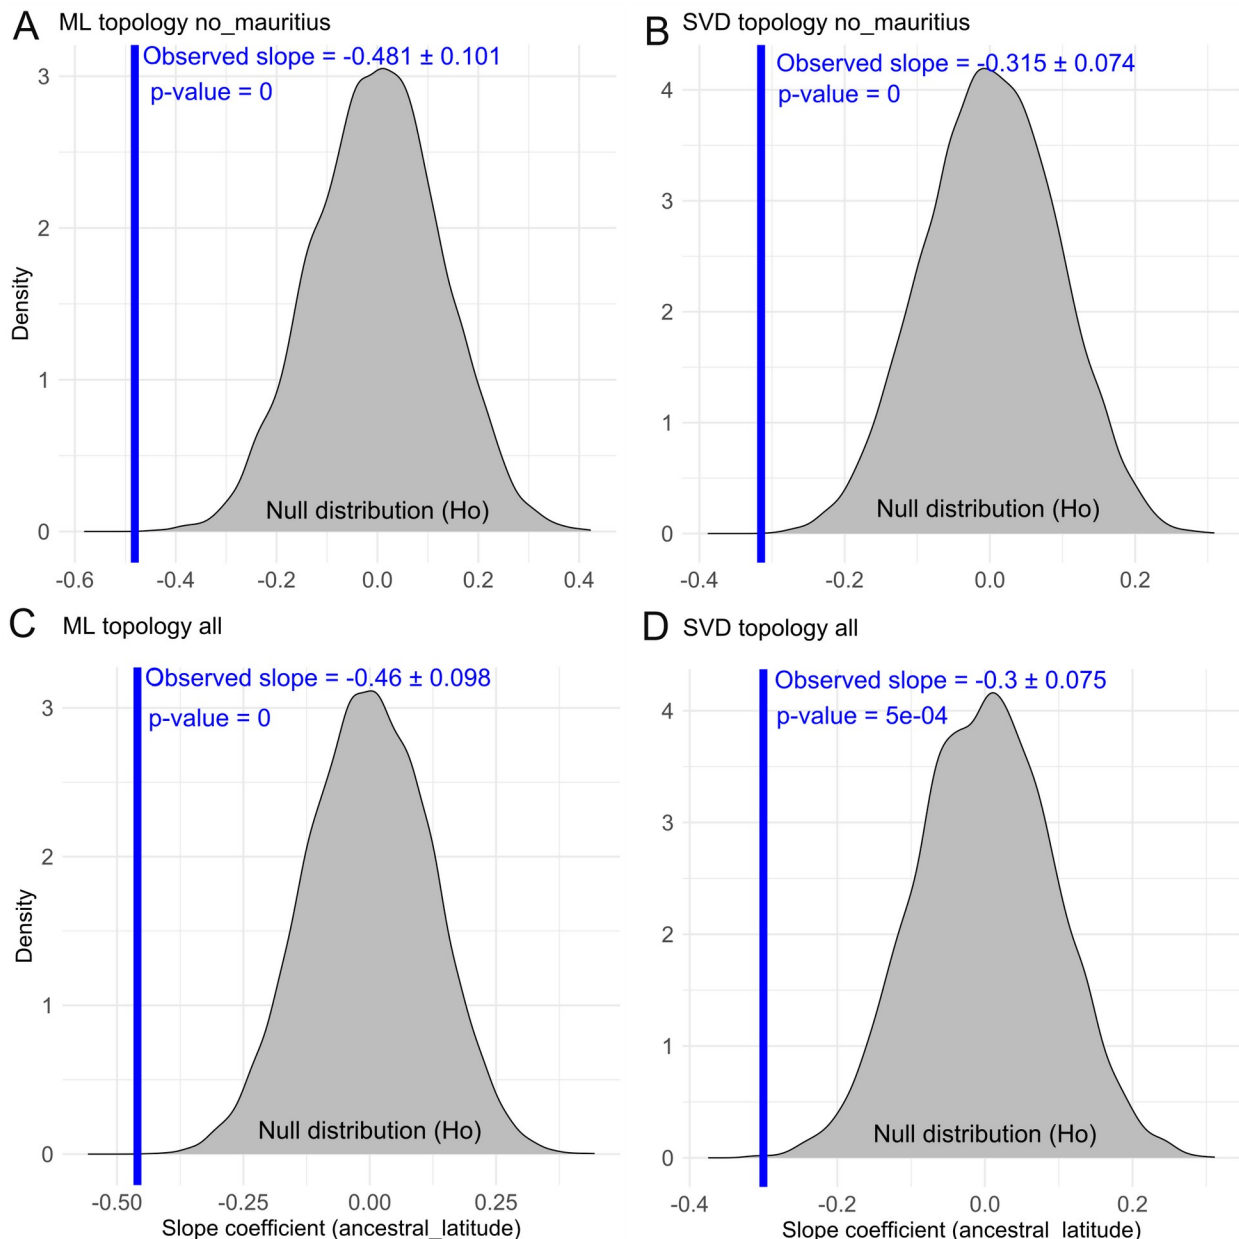 A ML topology no_mauritius
Observed slope = -0.481 ± 0.101
p-value = 0
3
2
1
0
Density
Null distribution (Ho)
-0.6 -0.4 -0.2 0.0 0.2 0.4
B SVD topology no_mauritius
Observed slope = -0.315 ± 0.074
p-value = 0
4
3
2
1
0
Null distribution (Ho)
-0.4 -0.2 0.0 0.2
C ML topology all
Observed slope = -0.46 ± 0.098
p-value = 0
3
2
1
0
Density
Null distribution (Ho)
-0.50 -0.25 0.00 0.25
Slope coefficient (ancestral_latitude)
D SVD topology all
Observed slope = -0.3 ± 0.075
p-value = 5e-04
4
3
2
1
0
Null distribution (Ho)
-0.4 -0.2 0.0 0.2
Slope coefficient (ancestral_latitude)